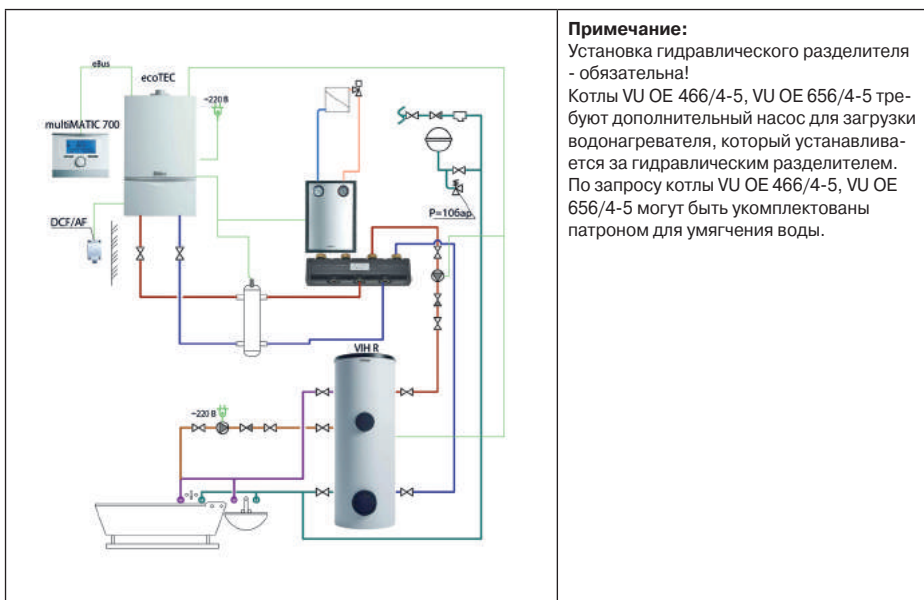 eBus
ecoTEC
~220 В
multiMATIC 700
DCF/AF
P=10бар
VIH R
~220 В
Примечание:
Установка гидравлического разделителя
- обязательна!
Котлы VU OE 466/4-5, VU OE 656/4-5 тре-
буют дополнительный насос для загрузки
водонагревателя, который устанавлива-
ется за гидравлическим разделителем.
По запросу котлы VU OE 466/4-5, VU OE
656/4-5 могут быть укомплектованы
патроном для умягчения воды.